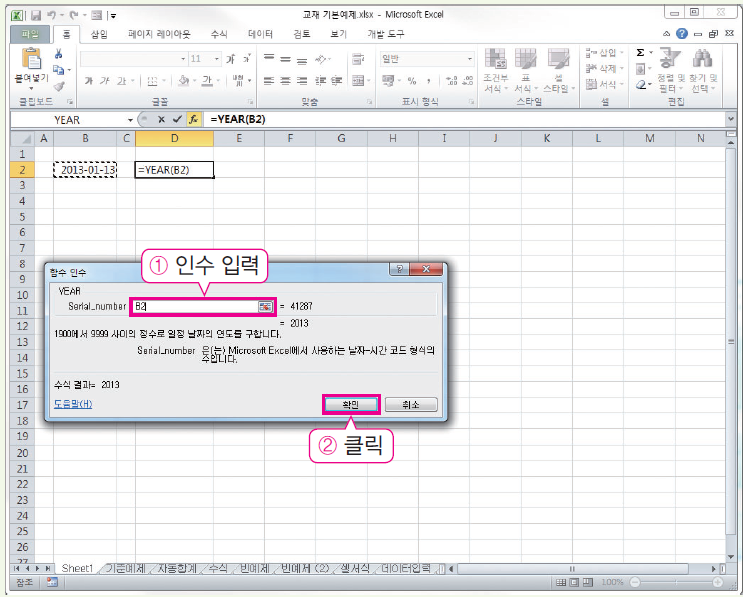 교재 기본예제.xlsx - Microsoft Excel
파일 홈 삽입 페이지 레이아웃 수식 데이터 검토 보기 개발 도구
붙여넣기
11 가 가
가 가 가
일반
% ,
조건부 서식
표 서식
셀 스타일
삽입
삭제
서식
Σ
정렬 및 필터
찾기 및 선택
클립보드 글꼴 맞춤 표시 형식 스타일 셀 편집
YEAR fx =YEAR(B2)
A B C D E F G H I J K L M N
1
2 2013-01-13 =YEAR(B2)
3
4
5
6
7
8
9
10
11
12
13
14
15
16
17
18
19
20
21
22
23
24
25
26
27
① 인수 입력
함수 인수
YEAR
Serial_number B2 = 41287
= 2013
1900에서 9999 사이의 정수로 일정 날짜의 연도를 구합니다.
Serial_number 은(는) Microsoft Excel에서 사용하는 날짜-시간 코드 형식의
수입니다.
수식 결과= 2013
도움말(H) 확인 취소
② 클릭
Sheet1 기준예제 자동합계 수식 빈예제 빈예제 (2) 셀서식 데이터입력
참조 100%